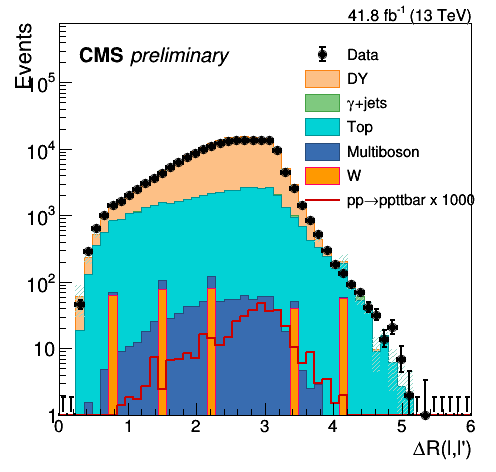 41.8 fb⁻¹ (13 TeV)
Events
CMS preliminary
Data
DY
γ+jets
Top
Multiboson
W
pp→ppttbar x 1000
10⁵
10⁴
10³
10²
10
1
0 1 2 3 4 5 6
ΔR(l,l')